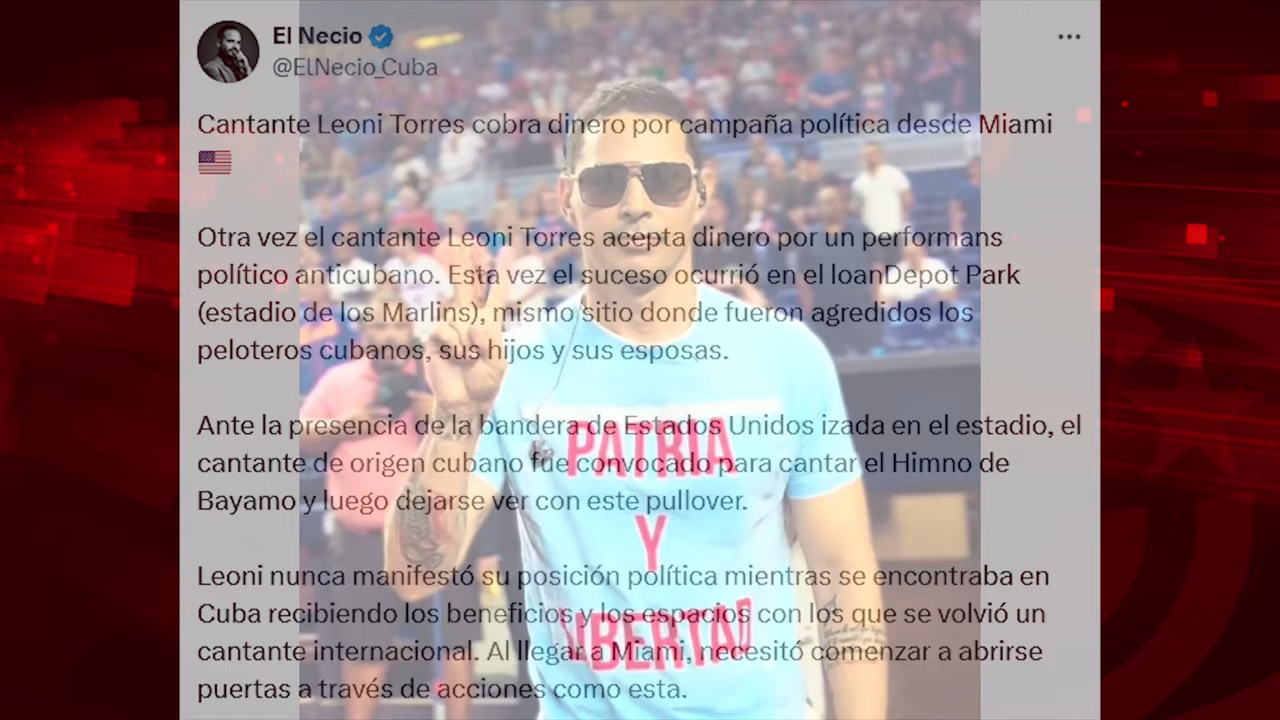 El Necio
@ElNecio_Cuba
Cantante Leoni Torres cobra dinero por campaña política desde Miami
Otra vez el cantante Leoni Torres acepta dinero por un performans
político anticubano. Esta vez el suceso ocurrió en el loanDepot Park
(estadio de los Marlins), mismo sitio donde fueron agredidos los
peloteros cubanos, sus hijos y sus esposas.
Ante la presencia de la bandera de Estados Unidos izada en el estadio, el
cantante de origen cubano fue convocado para cantar el Himno de
Bayamo y luego dejarse ver con este pullover.
Leoni nunca manifestó su posición política mientras se encontraba en
Cuba recibiendo los beneficios y los espacios con los que se volvió un
cantante internacional. Al llegar a Miami, necesitó comenzar a abrirse
puertas a través de acciones como esta.
PATRIA
Y
LIBERTAD